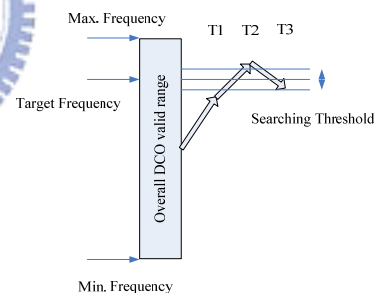 Max. Frequency
T1 T2 T3
Target Frequency
Overall DCO valid range
Searching Threshold
Min. Frequency